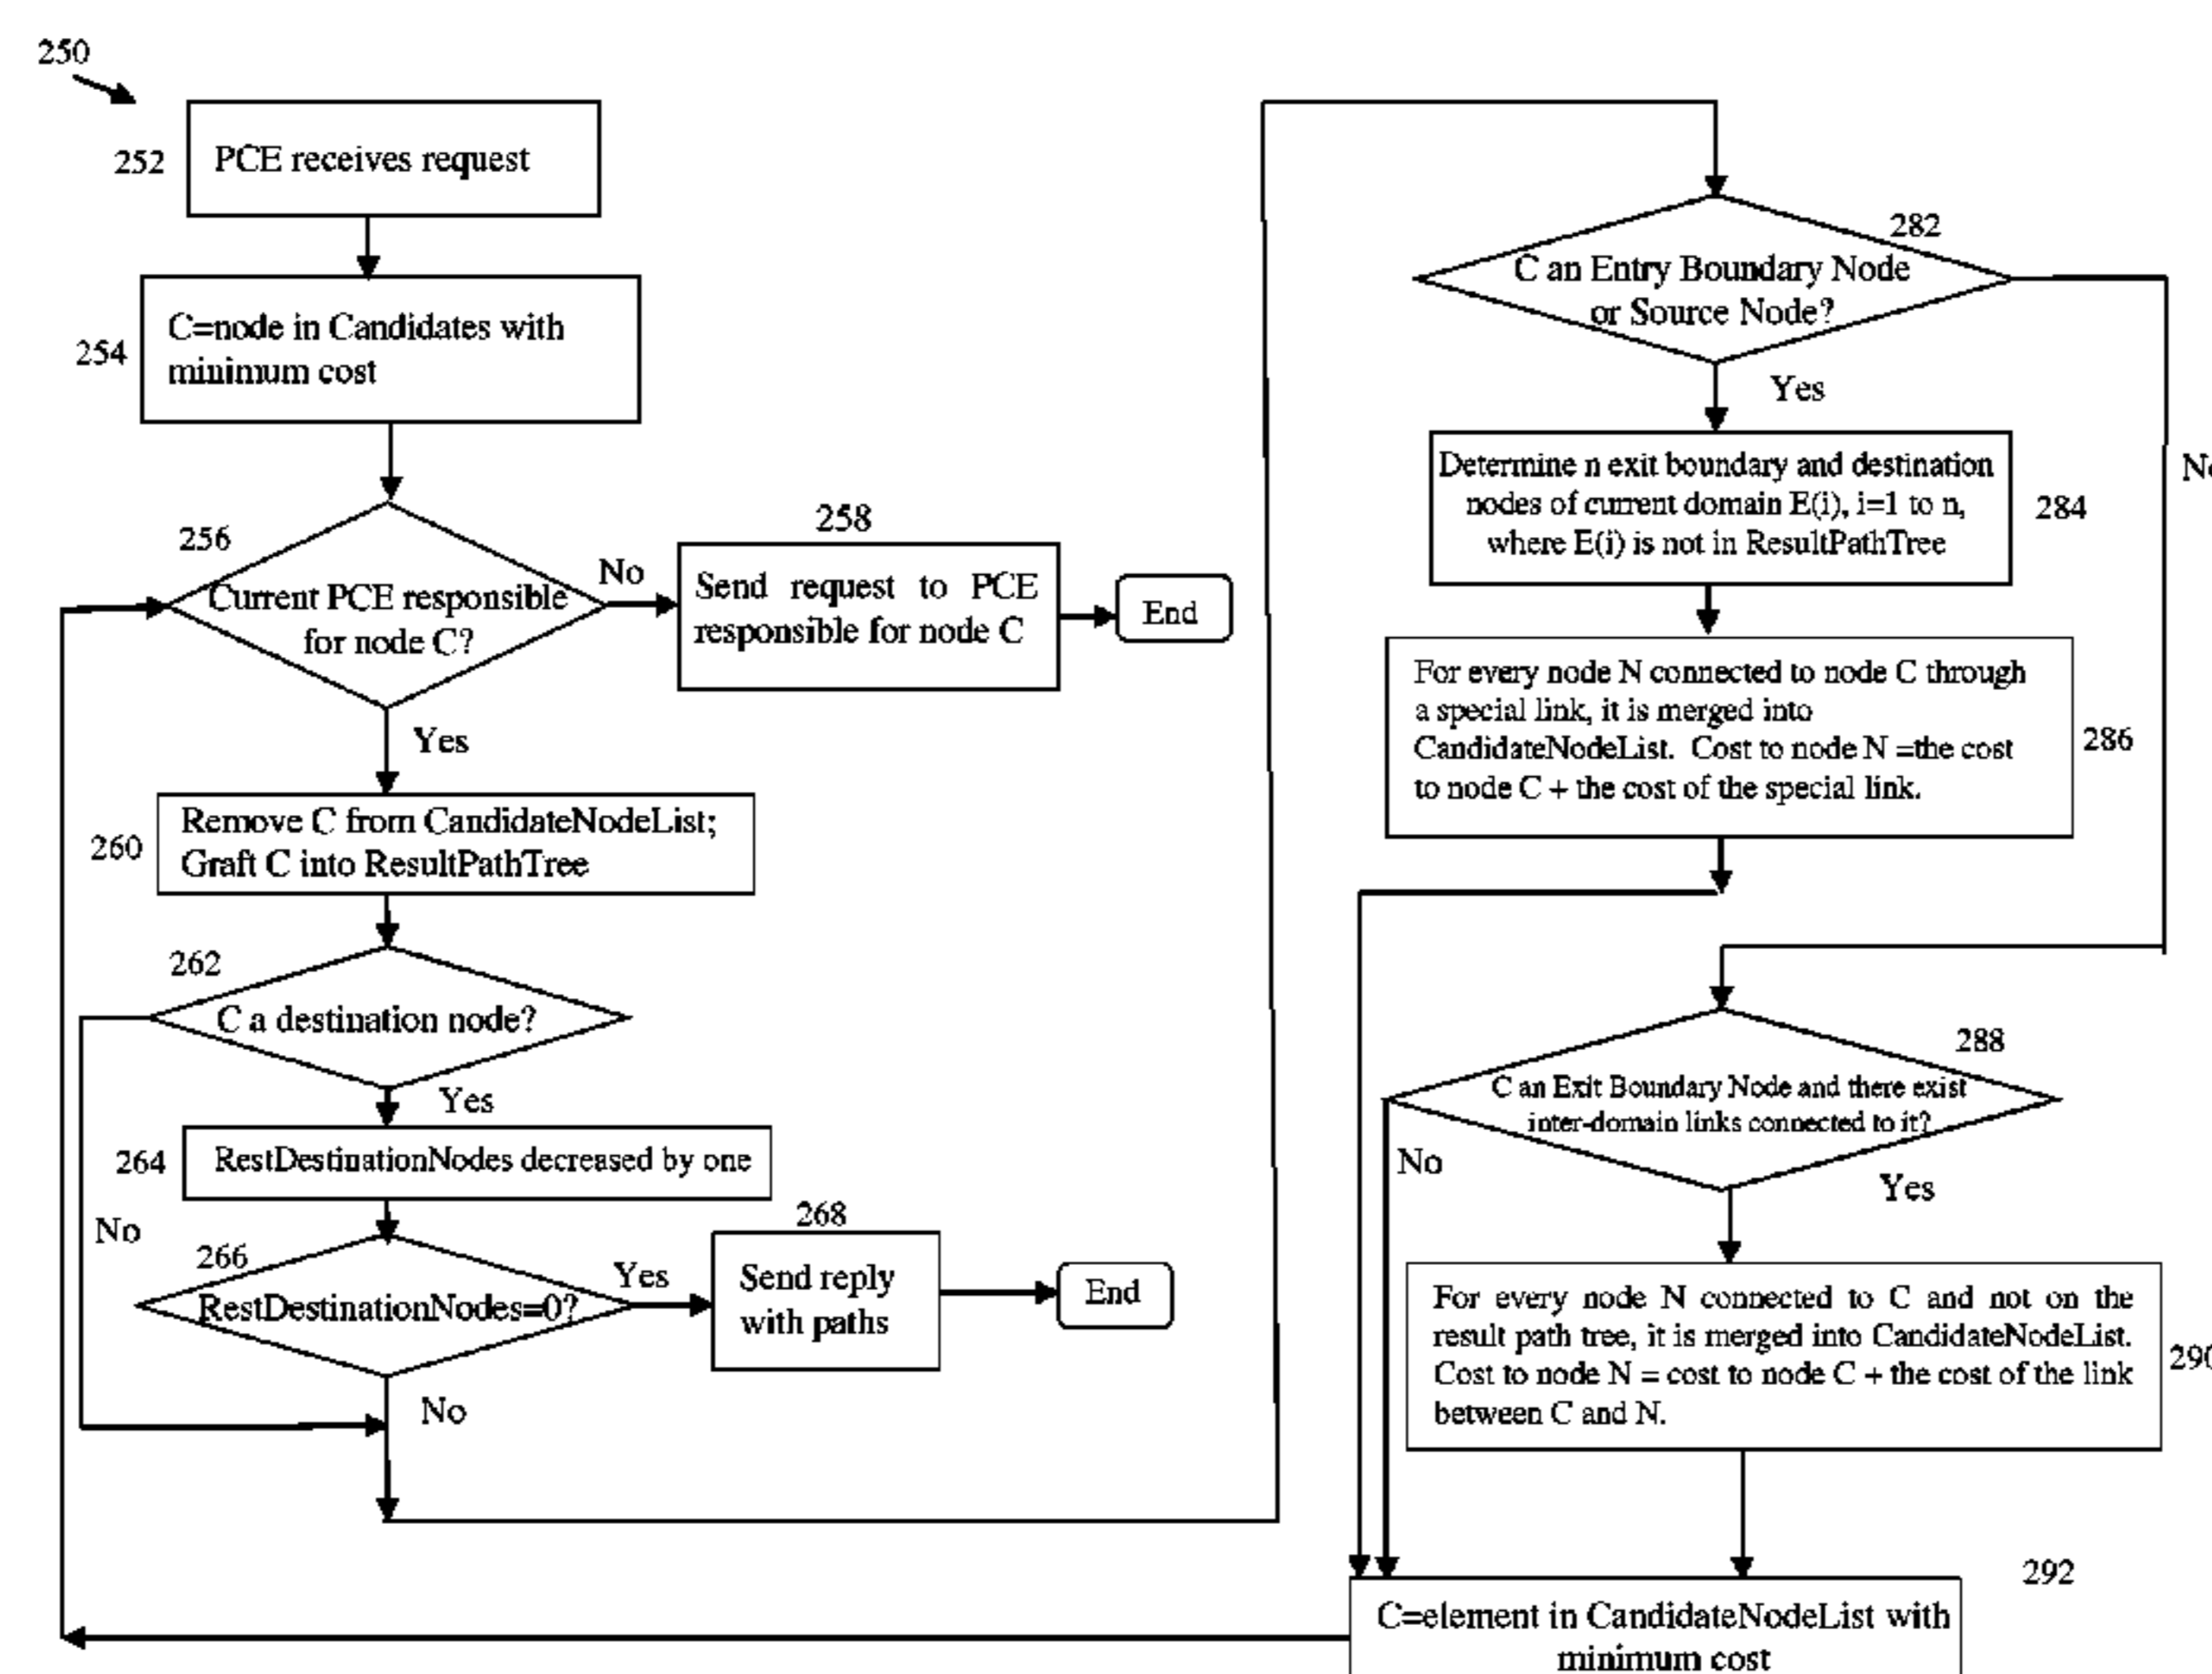 250
252
PCE receives request
254
C=node in Candidates with
minimum cost
256
Current PCE responsible
for node C?
No
258
Send request to PCE
responsible for node C
End
Yes
260
Remove C from CandidateNodeList;
Graft C into ResultPathTree
262
C a destination node?
Yes
No
264
RestDestinationNodes decreased by one
266
RestDestinationNodes=0?
Yes
268
Send reply
with paths
End
No
282
C an Entry Boundary Node
or Source Node?
Yes
Determine n exit boundary and destination
nodes of current domain E(i), i=1 to n,
where E(i) is not in ResultPathTree
284
For every node N connected to node C through
a special link, it is merged into
CandidateNodeList. Cost to node N =the cost
to node C + the cost of the special link.
286
288
C an Exit Boundary Node and there exist
inter-domain links connected to it?
No
Yes
For every node N connected to C and not on the
result path tree, it is merged into CandidateNodeList.
Cost to node N = cost to node C + the cost of the link
between C and N.
290
292
C=element in CandidateNodeList with
minimum cost